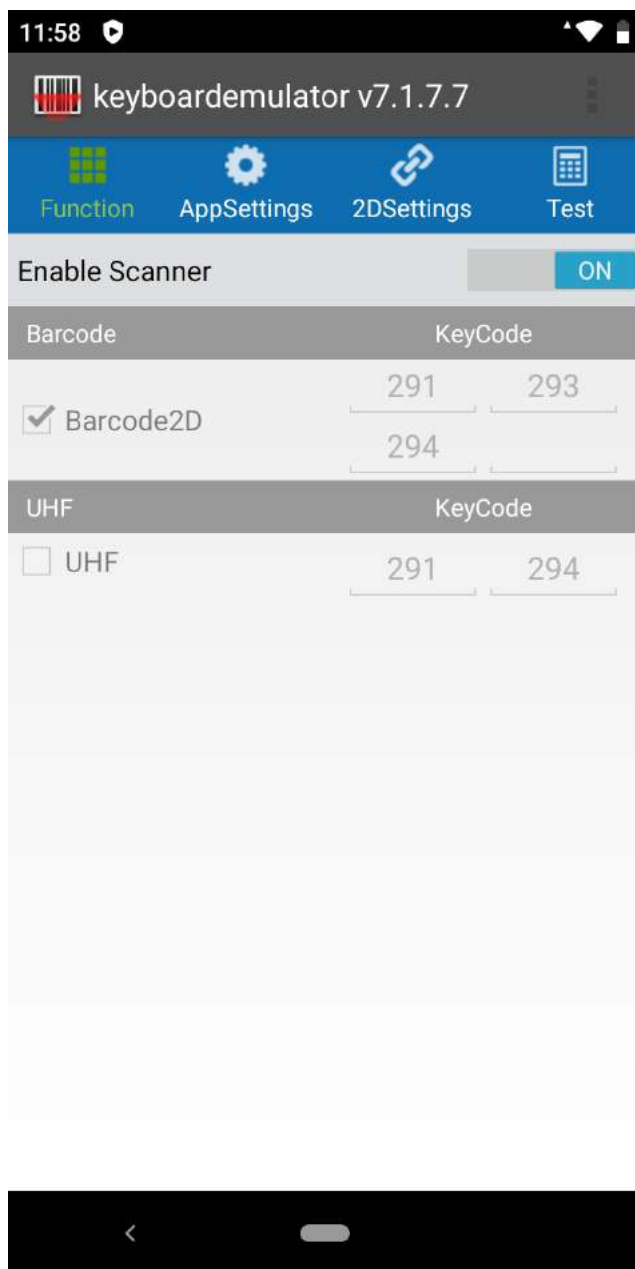 11:58
keyboardemulator v7.1.7.7
Function AppSettings 2DSettings Test
Enable Scanner ON
Barcode KeyCode
291 293
Barcode2D
294
UHF KeyCode
UHF 291 294